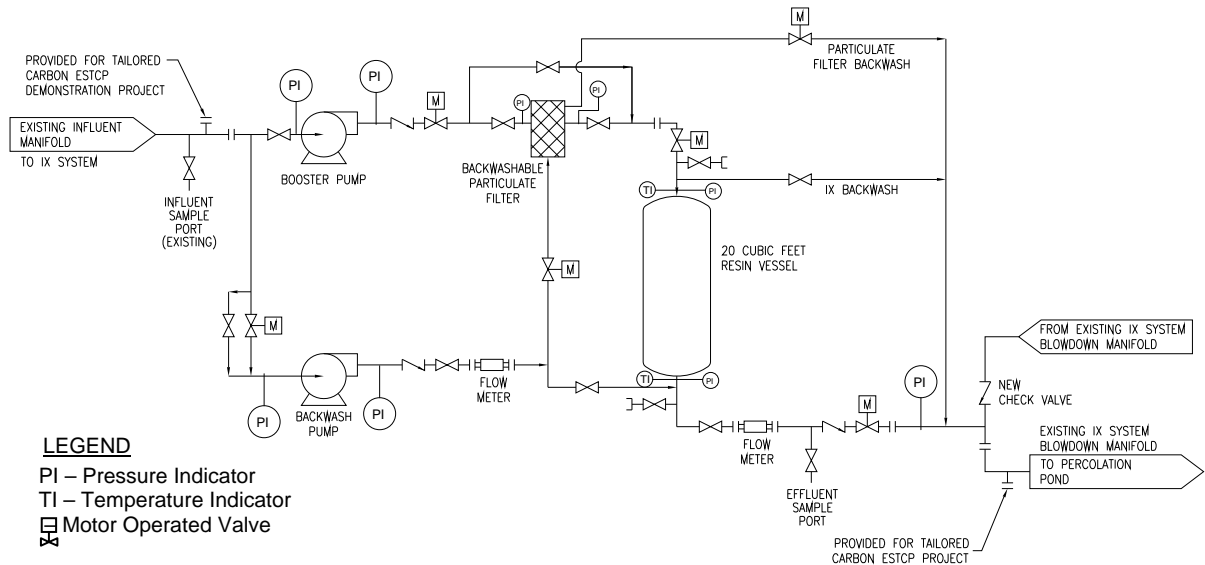 PROVIDED FOR TAILORED
CARBON ESTCP
DEMONSTRATION PROJECT
EXISTING INFLUENT
MANIFOLD
TO IX SYSTEM
INFLUENT
SAMPLE
PORT
(EXISTING)
PI
PI
BOOSTER PUMP
M
PI
PI
BACKWASHABLE
PARTICULATE
FILTER
M
PARTICULATE
FILTER BACKWASH
M
TI
PI
IX BACKWASH
20 CUBIC FEET
RESIN VESSEL
M
M
PI
PI
BACKWASH
PUMP
FLOW
METER
TI
PI
FLOW
METER
EFFLUENT
SAMPLE
PORT
M
PI
FROM EXISTING IX SYSTEM
BLOWDOWN MANIFOLD
NEW
CHECK VALVE
EXISTING IX SYSTEM
BLOWDOWN MANIFOLD
TO PERCOLATION
POND
PROVIDED FOR TAILORED
CARBON ESTCP PROJECT
LEGEND
PI – Pressure Indicator
TI – Temperature Indicator
Motor Operated Valve